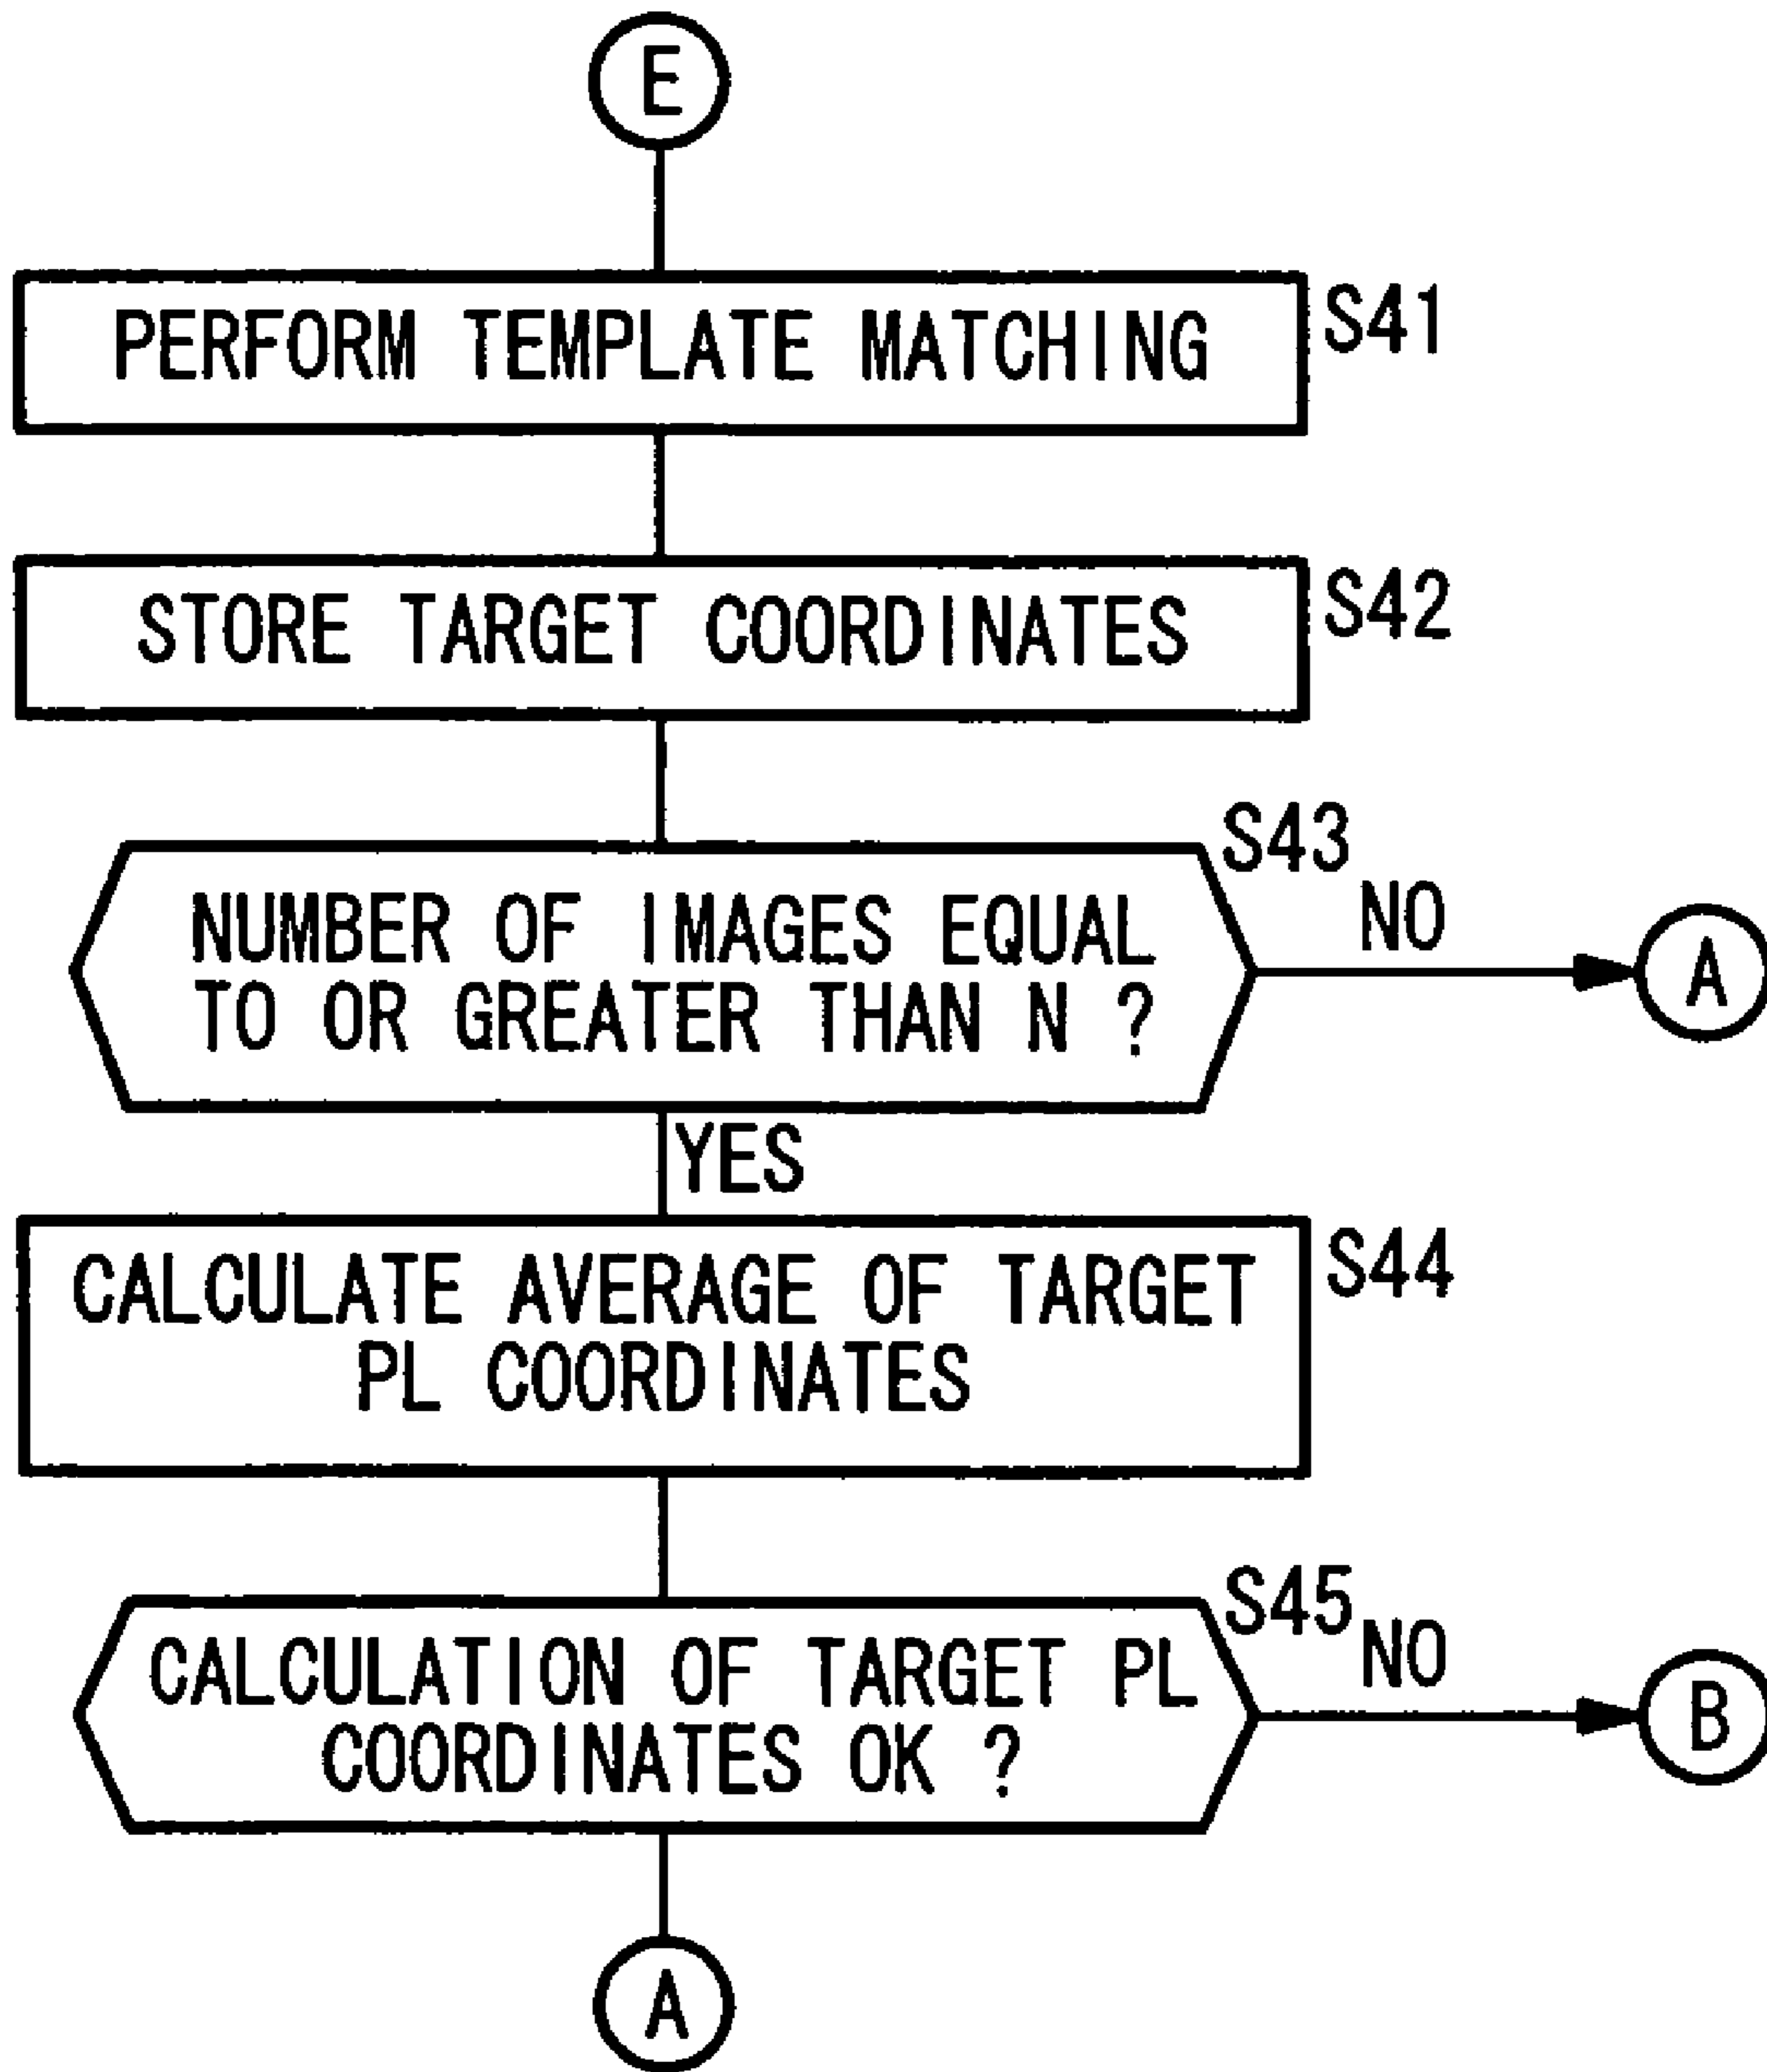 E
PERFORM TEMPLATE MATCHING
S41
STORE TARGET COORDINATES
S42
S43
NUMBER OF IMAGES EQUAL
TO OR GREATER THAN N ?
NO
A
YES
CALCULATE AVERAGE OF TARGET
PL COORDINATES
S44
S45
CALCULATION OF TARGET PL
COORDINATES OK ?
NO
B
A